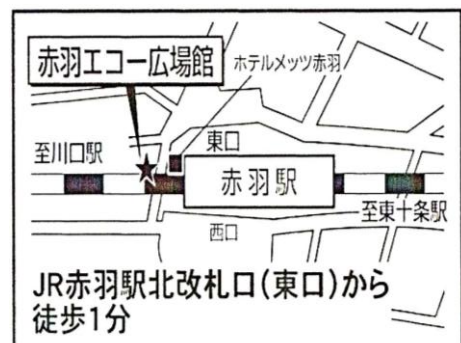 赤羽エコー広場館
ホテルメッツ赤羽
至川口駅
東口
赤羽駅
至東十条駅
西口
JR赤羽駅北改札口(東口)から
徒歩1分